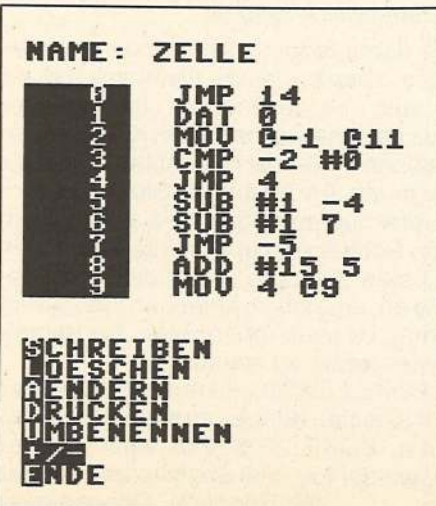 NAME: ZELLE
0 JMP 14
1 DAT 0
2 MOV @-1 @11
3 CMP -2 #0
4 JMP 4
5 SUB #1 -4
6 SUB #1 7
7 JMP -5
8 ADD #15 5
9 MOV 4 @9
SCHREIBEN
LOESCHEN
AENDERN
DRUCKEN
UMBENENNEN
+/-
ENDE